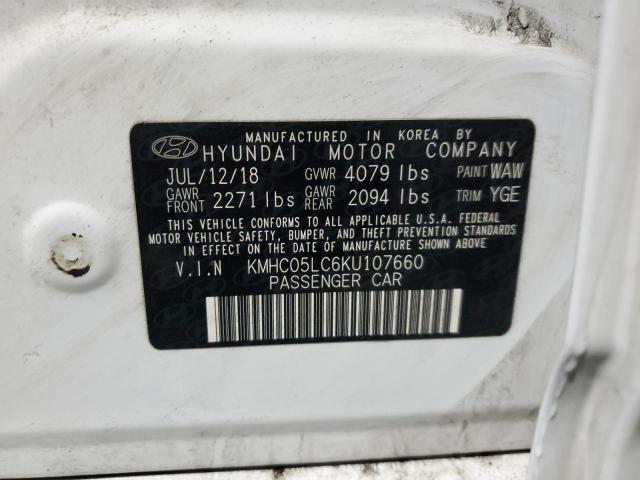 MANUFACTURED IN KOREA BY
HYUNDAI MOTOR COMPANY
JUL/12/18 GVWR 4079 lbs PAINT WAW
GAWR FRONT 2271 lbs GAWR REAR 2094 lbs TRIM YGE
THIS VEHICLE CONFORMS TO ALL APPLICABLE U.S.A. FEDERAL
MOTOR VEHICLE SAFETY, BUMPER, AND THEFT PREVENTION STANDARDS
IN EFFECT ON THE DATE OF MANUFACTURE SHOWN ABOVE.
V.I.N KMHC05LC6KU107660
PASSENGER CAR